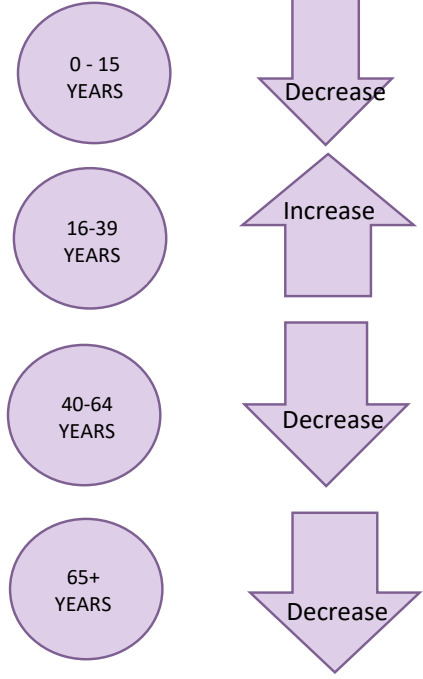 0 - 15
YEARS
Decrease
16-39
YEARS
Increase
40-64
YEARS
Decrease
65+
YEARS
Decrease